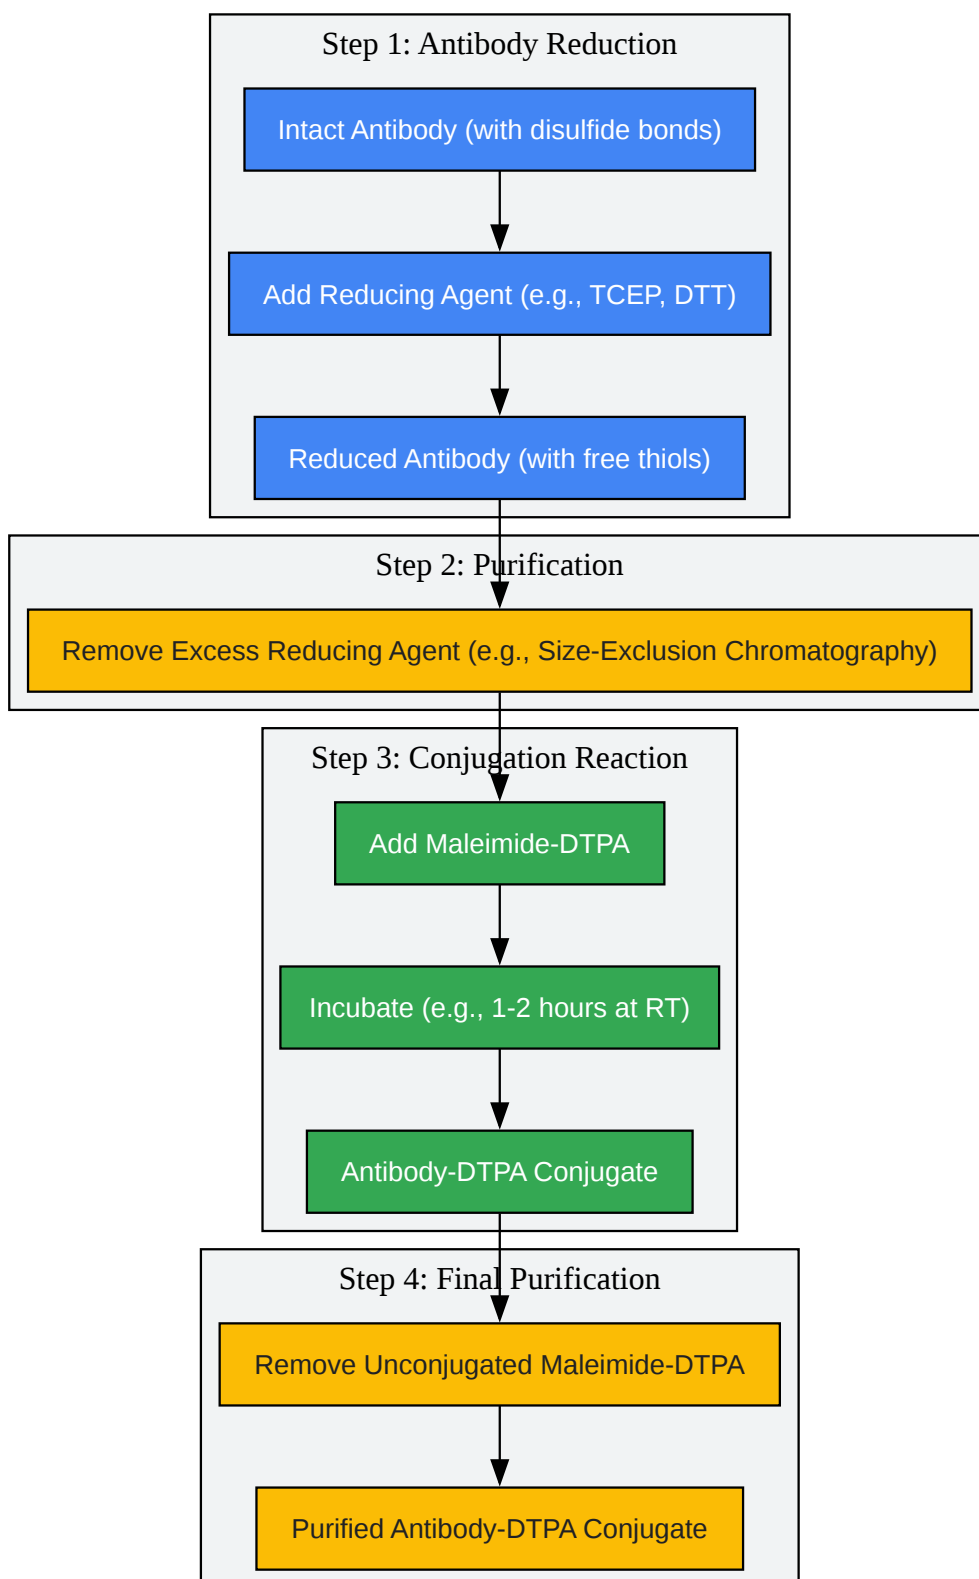 Step 1: Antibody Reduction
Intact Antibody (with disulfide bonds)
Add Reducing Agent (e.g., TCEP, DTT)
Reduced Antibody (with free thiols)
Step 2: Purification
Remove Excess Reducing Agent (e.g., Size-Exclusion Chromatography)
Step 3: Conjugation Reaction
Add Maleimide-DTPA
Incubate (e.g., 1-2 hours at RT)
Antibody-DTPA Conjugate
Step 4: Final Purification
Remove Unconjugated Maleimide-DTPA
Purified Antibody-DTPA Conjugate